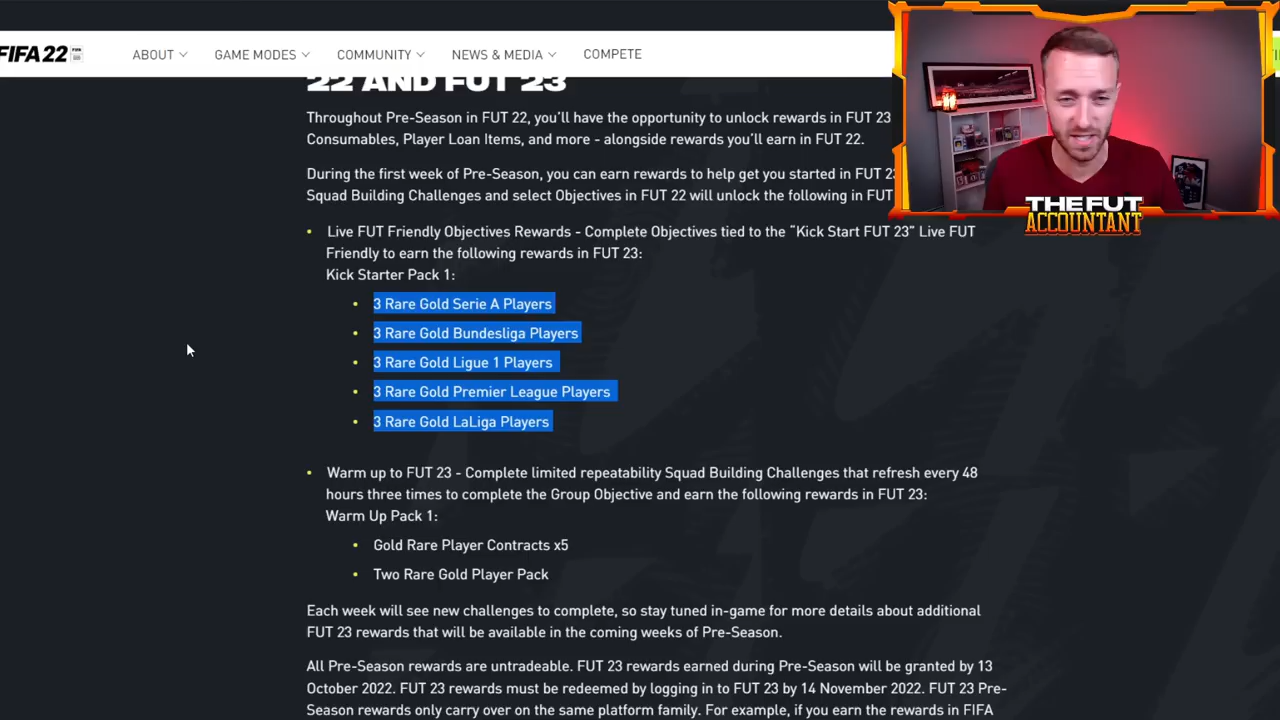 FIFA 22
ABOUT GAME MODES COMMUNITY NEWS & MEDIA COMPETE
22 AND FUT 23
Throughout Pre-Season in FUT 22, you'll have the opportunity to unlock rewards in FUT 23
Consumables, Player Loan Items, and more - alongside rewards you'll earn in FUT 22.
During the first week of Pre-Season, you can earn rewards to help get you started in FUT
Squad Building Challenges and select Objectives in FUT 22 will unlock the following in FUT
THE FUT
ACCOUNTANT
• Live FUT Friendly Objectives Rewards - Complete Objectives tied to the "Kick Start FUT 23" Live FUT
Friendly to earn the following rewards in FUT 23:
Kick Starter Pack 1:
• 3 Rare Gold Serie A Players
• 3 Rare Gold Bundesliga Players
• 3 Rare Gold Ligue 1 Players
• 3 Rare Gold Premier League Players
• 3 Rare Gold LaLiga Players
• Warm up to FUT 23 - Complete limited repeatability Squad Building Challenges that refresh every 48
hours three times to complete the Group Objective and earn the following rewards in FUT 23:
Warm Up Pack 1:
• Gold Rare Player Contracts x5
• Two Rare Gold Player Pack
Each week will see new challenges to complete, so stay tuned in-game for more details about additional
FUT 23 rewards that will be available in the coming weeks of Pre-Season.
All Pre-Season rewards are untradeable. FUT 23 rewards earned during Pre-Season will be granted by 13
October 2022. FUT 23 rewards must be redeemed by logging in to FUT 23 by 14 November 2022. FUT 23 Pre-
Season rewards only carry over on the same platform family. For example, if you earn the rewards in FIFA